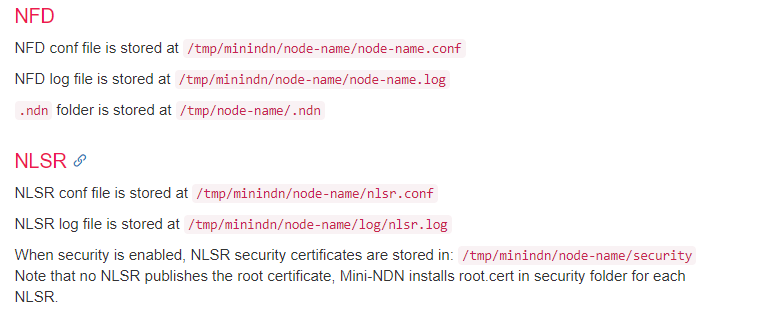 NFD
NFD conf file is stored at /tmp/minindn/node-name/node-name.conf
NFD log file is stored at /tmp/minindn/node-name/node-name.log
.ndn folder is stored at /tmp/node-name/.ndn
NLSR
NLSR conf file is stored at /tmp/minindn/node-name/nlsr.conf
NLSR log file is stored at /tmp/minindn/node-name/log/nlsr.log
When security is enabled, NLSR security certificates are stored in: /tmp/minindn/node-name/security
Note that no NLSR publishes the root certificate, Mini-NDN installs root.cert in security folder for each
NLSR.